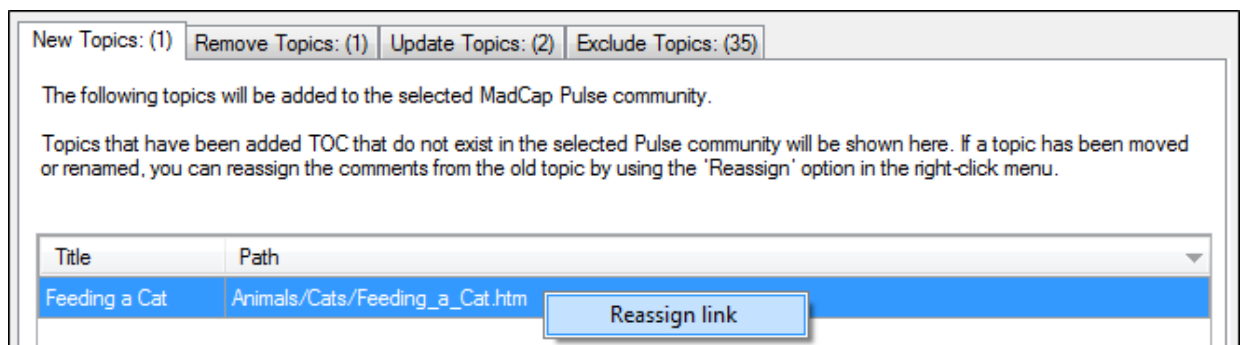 New Topics: (1) Remove Topics: (1) Update Topics: (2) Exclude Topics: (35)
The following topics will be added to the selected MadCap Pulse community.
Topics that have been added TOC that do not exist in the selected Pulse community will be shown here. If a topic has been moved
or renamed, you can reassign the comments from the old topic by using the 'Reassign' option in the right-click menu.
Title Path
Feeding a Cat Animals/Cats/Feeding_a_Cat.htm
Reassign link